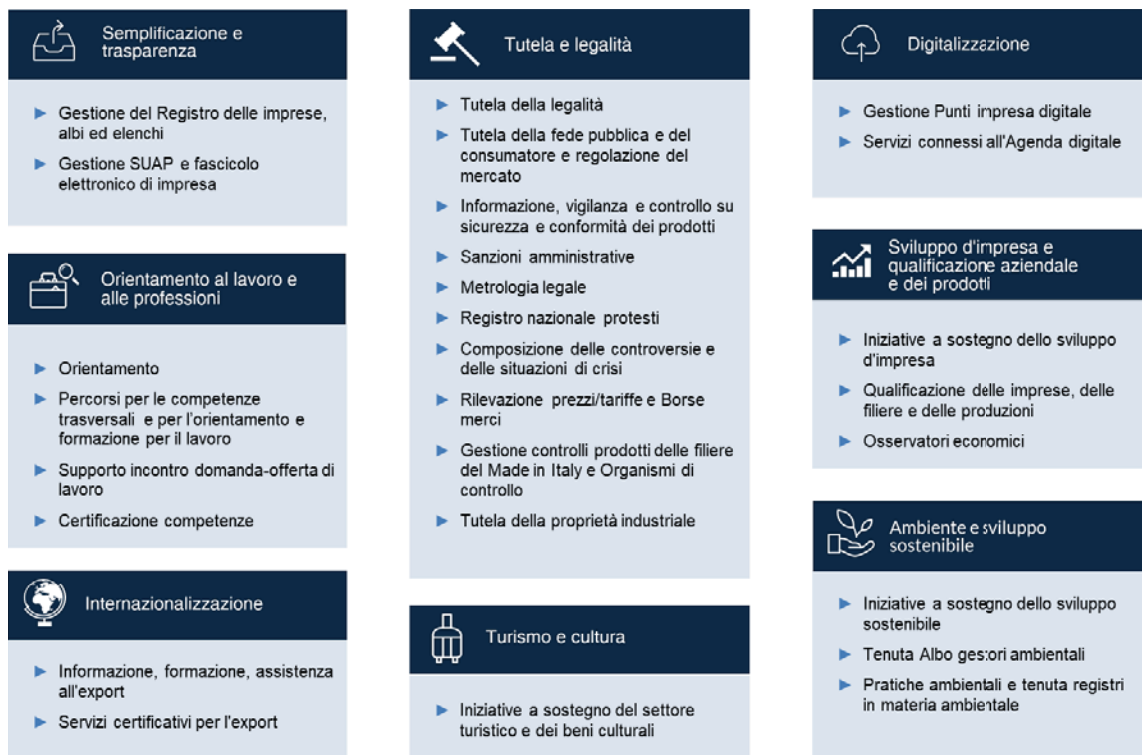 Semplificazione e
trasparenza
Gestione del Registro delle imprese,
albi ed elenchi
Gestione SUAP e fascicolo
elettronico di impresa
Orientamento al lavoro e
alle professioni
Orientamento
Percorsi per le competenze
trasversali e per l'orientamento e
formazione per il lavoro
Supporto incontro domanda-offerta di
lavoro
Certificazione competenze
Internazionalizzazione
Informazione, formazione, assistenza
all'export
Servizi certificativi per l'export
Tutela e legalità
Tutela della legalità
Tutela della fede pubblica e del
consumatore e regolazione del
mercato
Informazione, vigilanza e controllo su
sicurezza e conformità dei prodotti
Sanzioni amministrative
Metrologia legale
Registro nazionale protesti
Composizione delle controversie e
delle situazioni di crisi
Rilevazione prezzi/tariffe e Borse
merci
Gestione controlli prodotti delle filiere
del Made in Italy e Organismi di
controllo
Tutela della proprietà industriale
Turismo e cultura
Iniziative a sostegno del settore
turistico e dei beni culturali
Digitalizzazione
Gestione Punti impresa digitale
Servizi connessi all'Agenda digitale
Sviluppo d'impresa e
qualificazione aziendale
e dei prodotti
Iniziative a sostegno dello sviluppo
d'impresa
Qualificazione delle imprese, delle
filiere e delle produzioni
Osservatori economici
Ambiente e sviluppo
sostenibile
Iniziative a sostegno dello sviluppo
sostenibile
Tenuta Albo gestori ambientali
Pratiche ambientali e tenuta registri
in materia ambientale